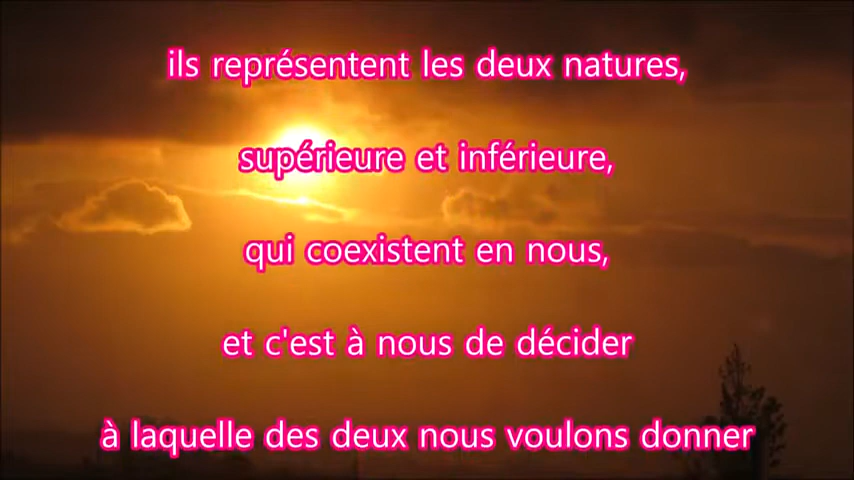 ils représentent les deux natures,
supérieure et inférieure,
qui coexistent en nous,
et c'est à nous de décider
à laquelle des deux nous voulons donner